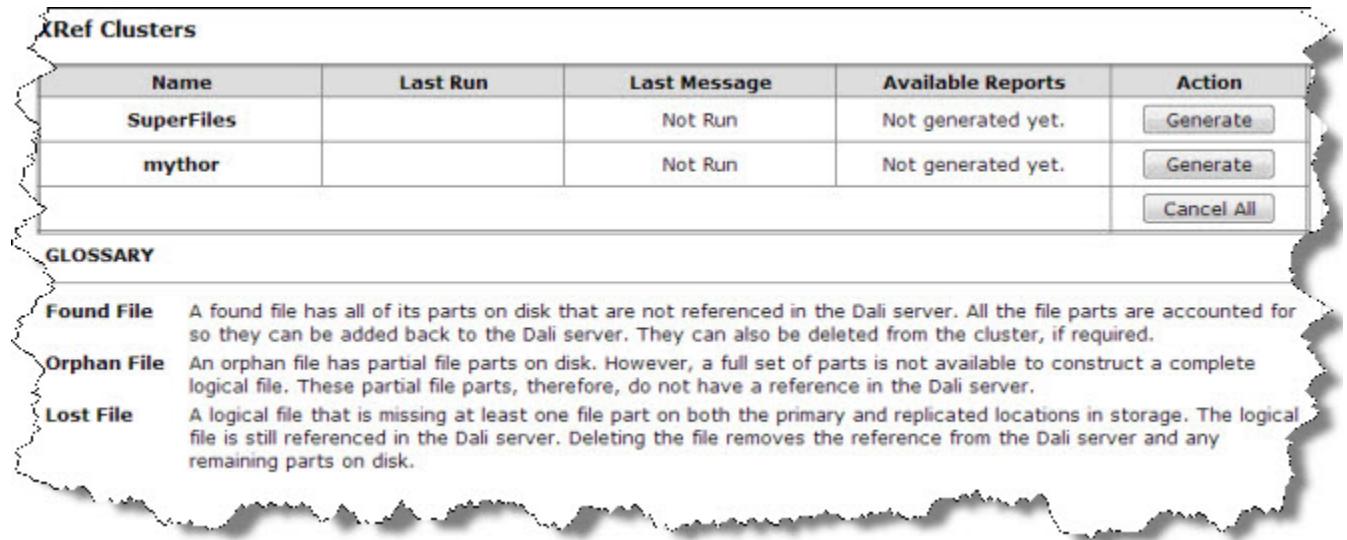 XRef Clusters
Name Last Run Last Message Available Reports Action
SuperFiles Not Run Not generated yet. Generate
mythor Not Run Not generated yet. Generate
Cancel All
GLOSSARY
Found File A found file has all of its parts on disk that are not referenced in the Dali server. All the file parts are accounted for
so they can be added back to the Dali server. They can also be deleted from the cluster, if required.
Orphan File An orphan file has partial file parts on disk. However, a full set of parts is not available to construct a complete
logical file. These partial file parts, therefore, do not have a reference in the Dali server.
Lost File A logical file that is missing at least one file part on both the primary and replicated locations in storage. The logical
file is still referenced in the Dali server. Deleting the file removes the reference from the Dali server and any
remaining parts on disk.